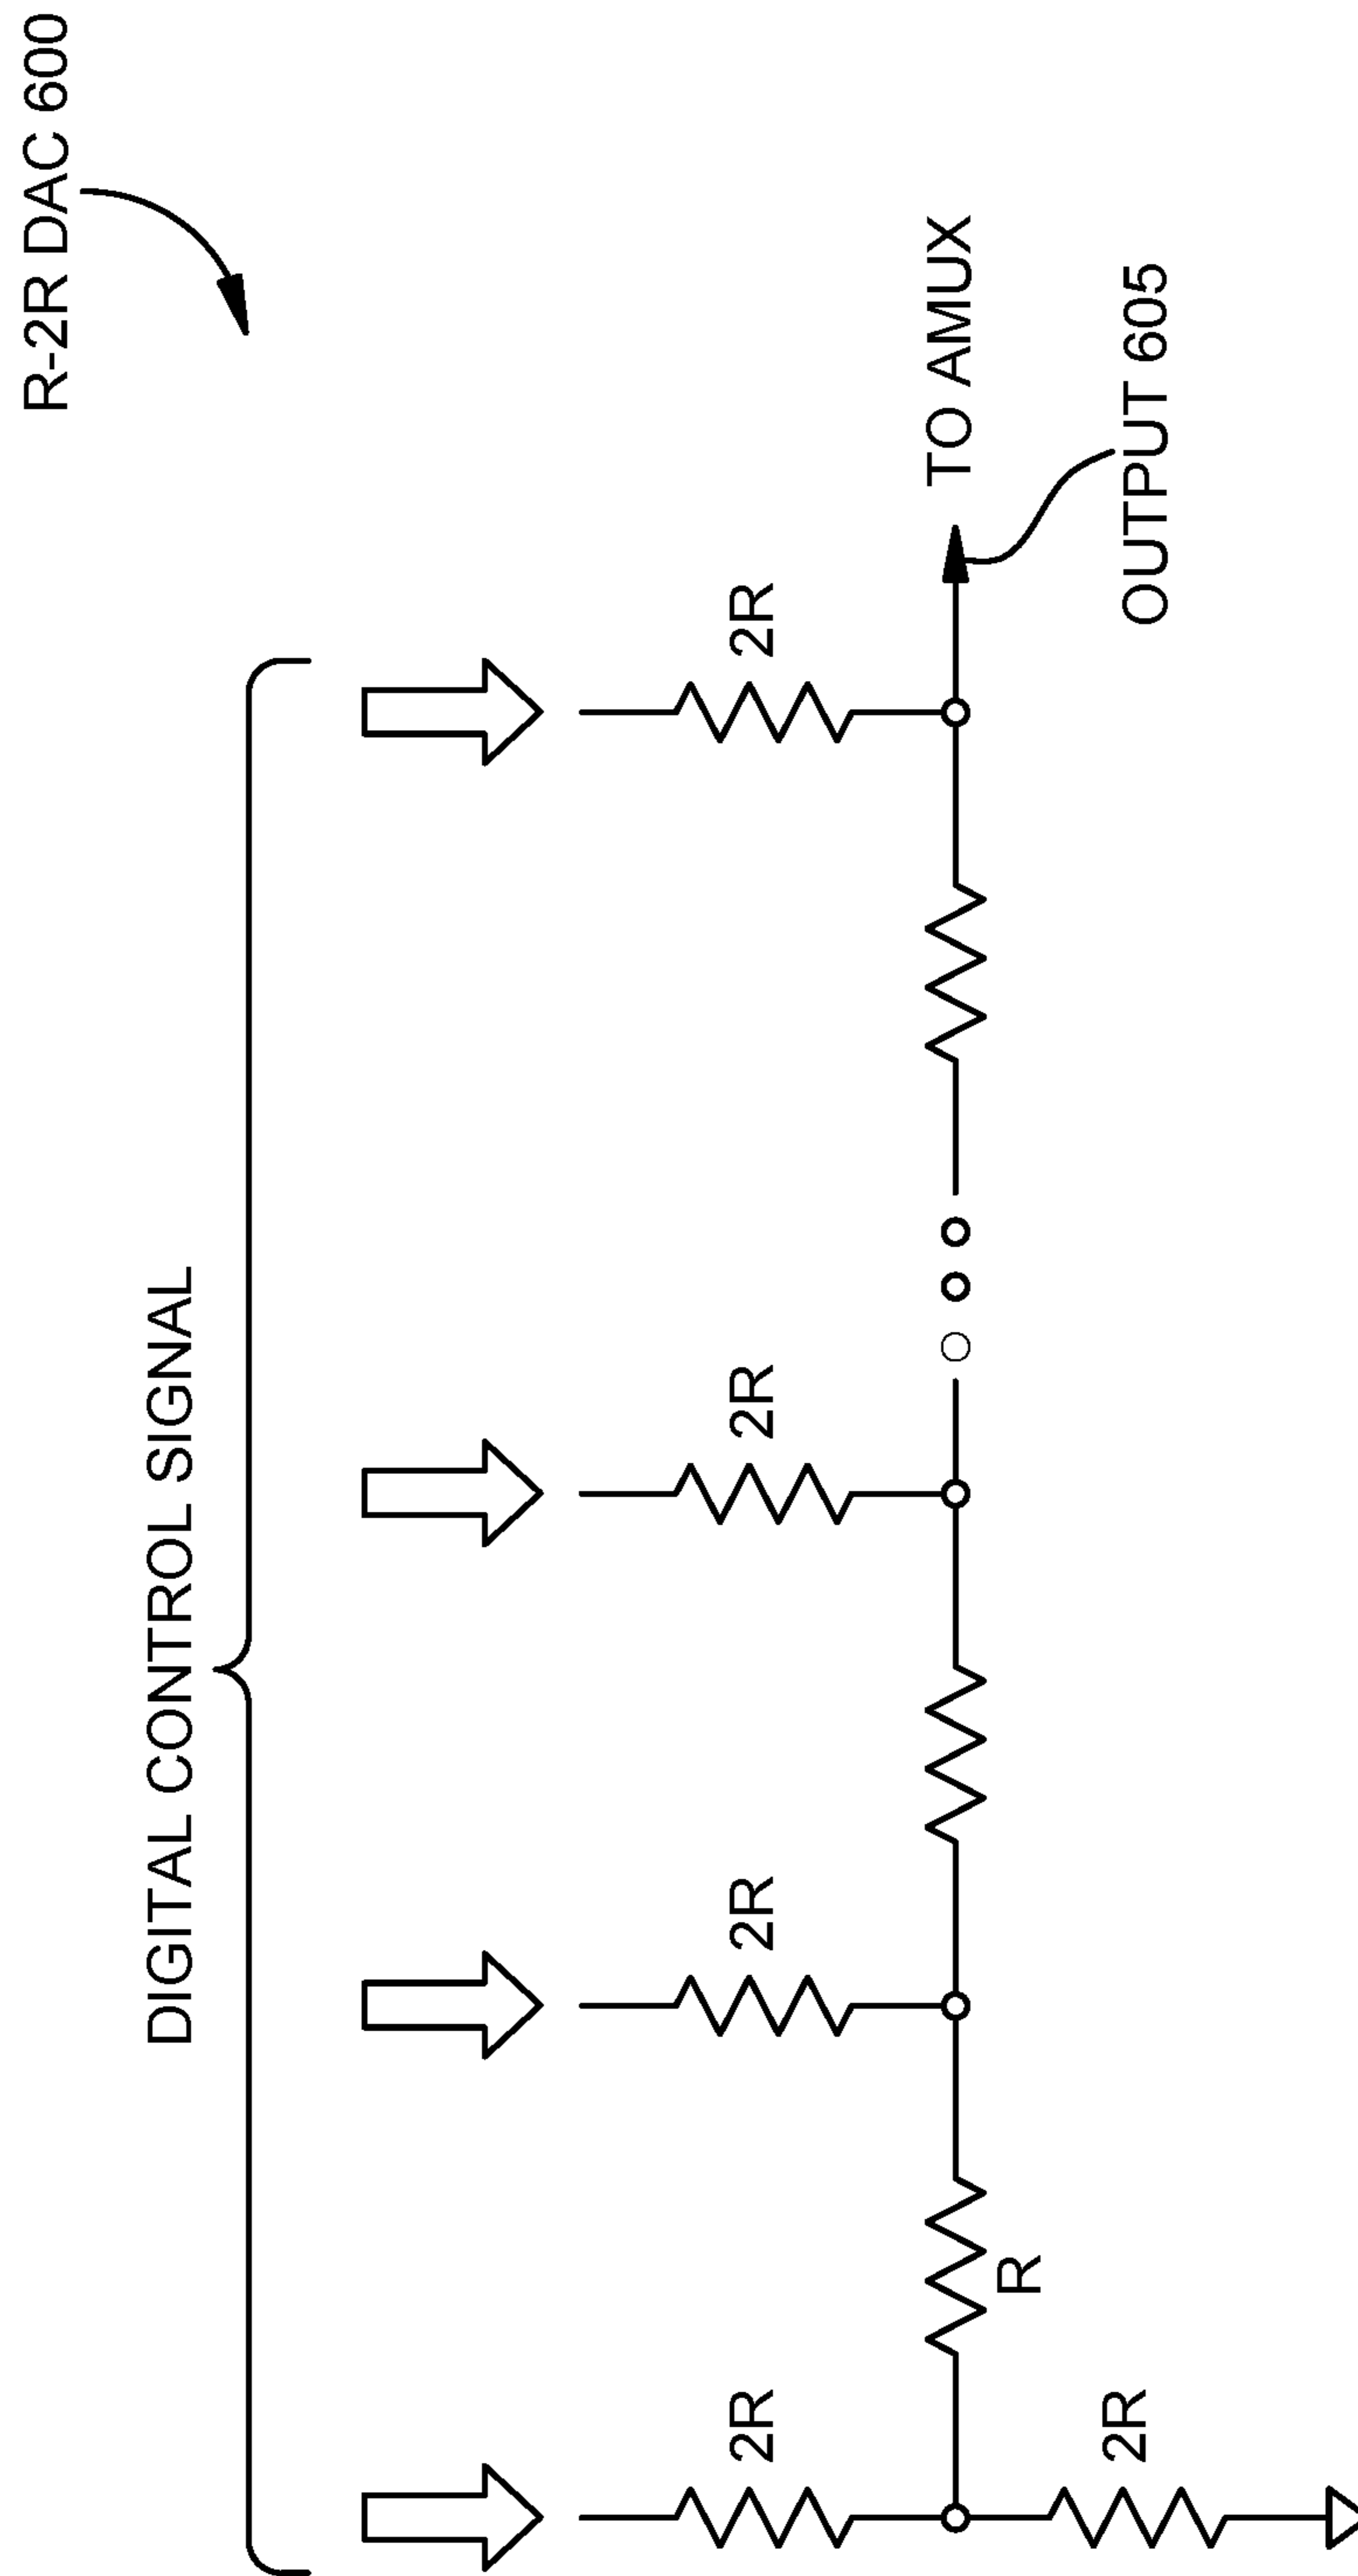 R-2R DAC 600
DIGITAL CONTROL SIGNAL
2R
2R
2R
2R
TO AMUX
R
OUTPUT 605
2R